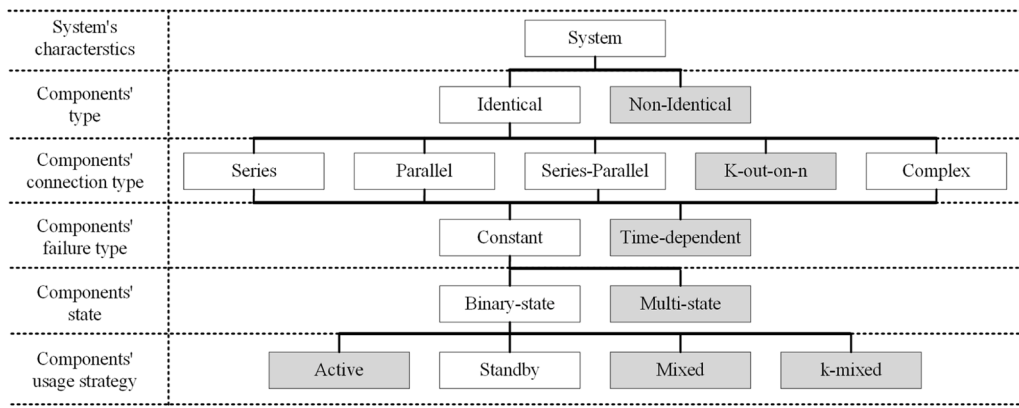 System's
characterstics
System
Components'
type
Identical
Non-Identical
Components'
connection type
Series
Parallel
Series-Parallel
K-out-on-n
Complex
Components'
failure type
Constant
Time-dependent
Components'
state
Binary-state
Multi-state
Components'
usage strategy
Active
Standby
Mixed
k-mixed